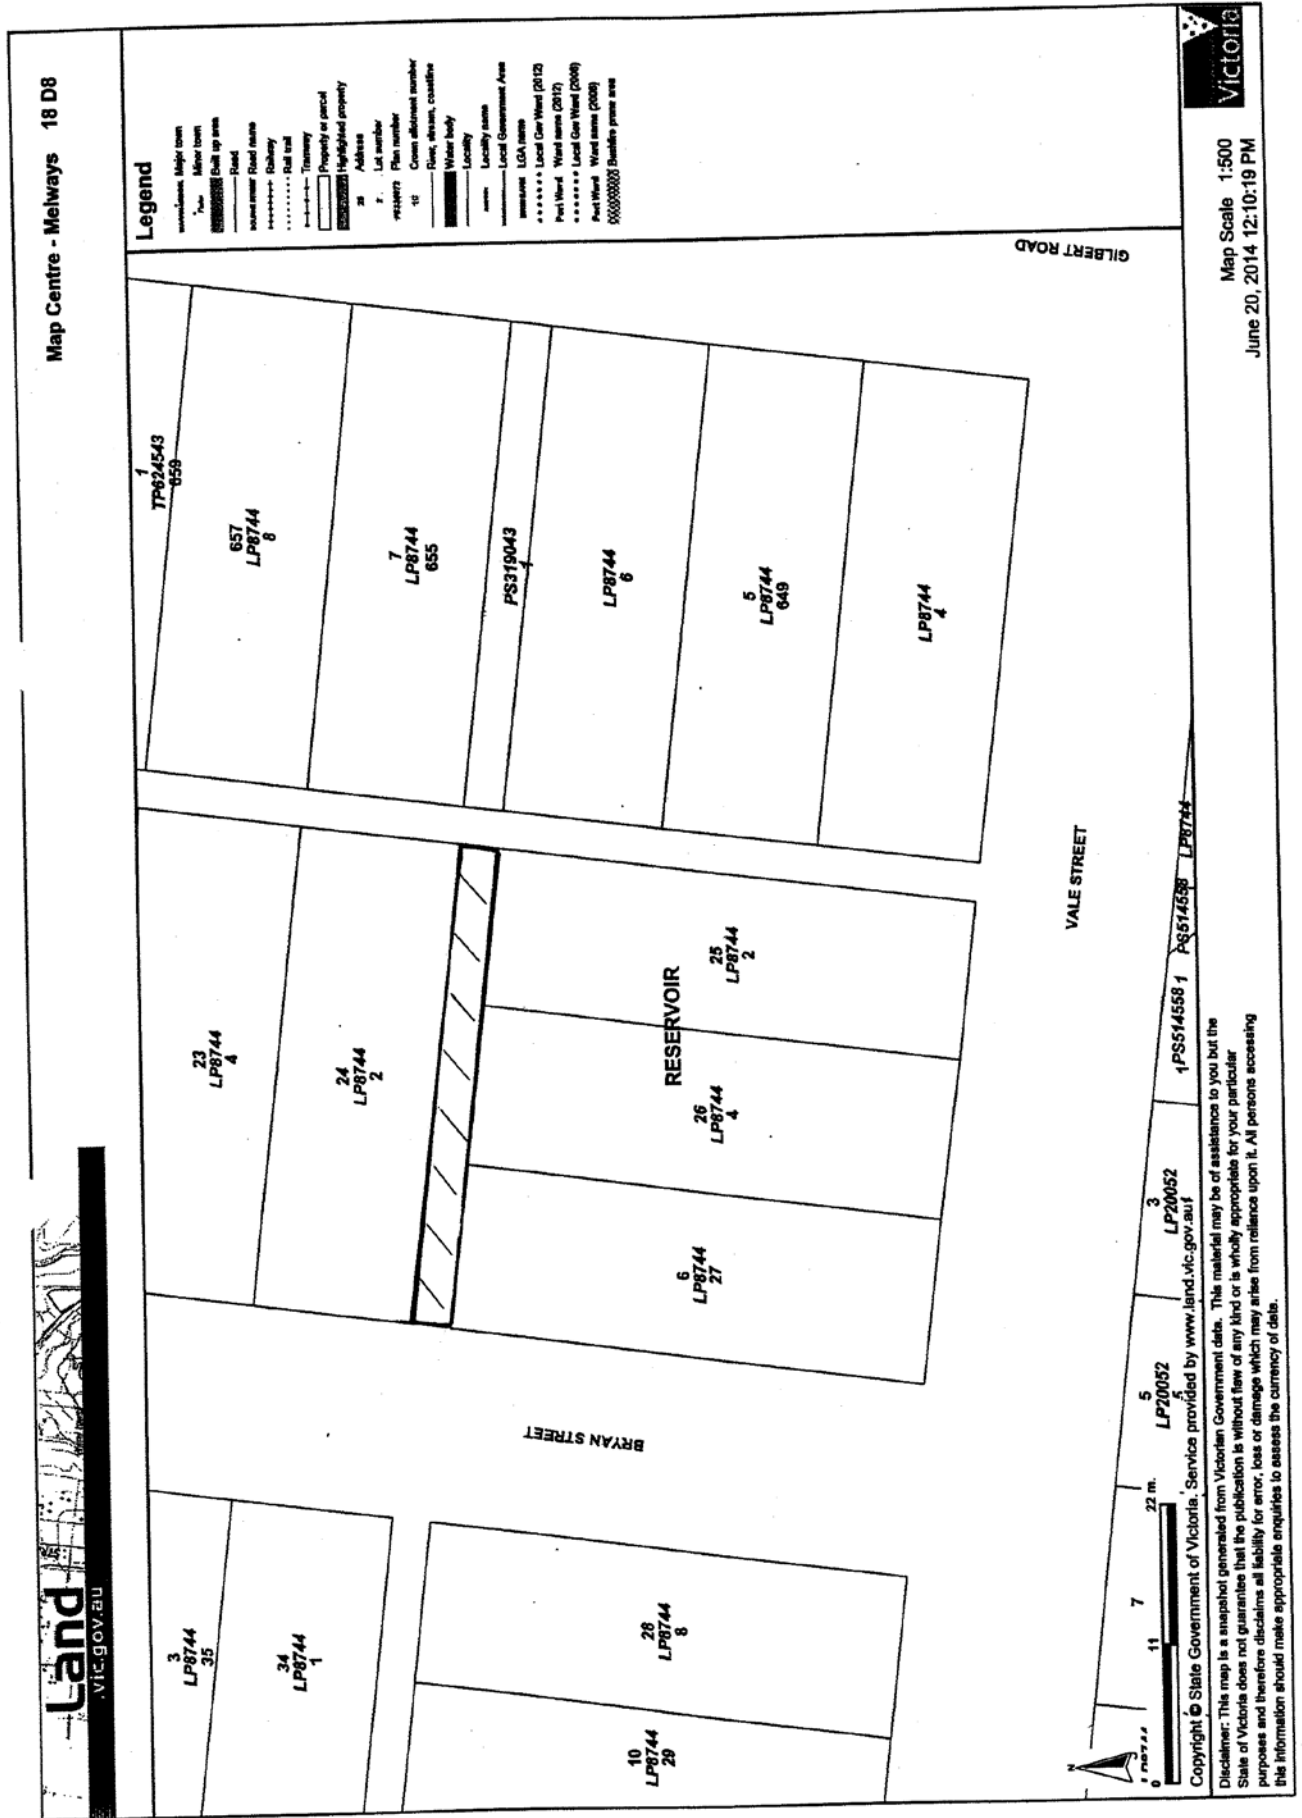 Land
.vic.gov.au
Map Centre - Melways 18 D8
Legend
Major town
Minor town
Built up area
Road
Road name
Railway
Rail trail
Tramway
Property or parcel
Highlighted property
28 Address
2 Lot number
Plan number
10 Crown allotment number
River, stream, coastline
Water body
Locality
Locality name
Local Government Area
LGA name
Local Gov Ward (2012)
Port Ward Ward name (2012)
Local Gov Ward (2008)
Port Ward Ward name (2008)
Bushfire prone area
1
TP624543
659
657
LP8744
8
7
LP8744
655
PS319043
1
LP8744
6
5
LP8744
649
LP8744
4
GILBERT ROAD
23
LP8744
4
24
LP8744
2
RESERVOIR
25
LP8744
2
26
LP8744
4
6
LP8744
27
BRYAN STREET
3
LP8744
35
34
LP8744
1
28
LP8744
8
10
LP8744
29
VALE STREET
N
7
5
LP20052
5
3
LP20052
1PS514558 1
PS514558
LP8744
0 11 22 m.
Copyright © State Government of Victoria. Service provided by www.land.vic.gov.au
Disclaimer: This map is a snapshot generated from Victorian Government data. This material may be of assistance to you but the
State of Victoria does not guarantee that the publication is without flaw of any kind or is wholly appropriate for your particular
purposes and therefore disclaims all liability for error, loss or damage which may arise from reliance upon it. All persons accessing
this information should make appropriate enquiries to assess the currency of data.
Map Scale 1:500
June 20, 2014 12:10:19 PM
Victoria